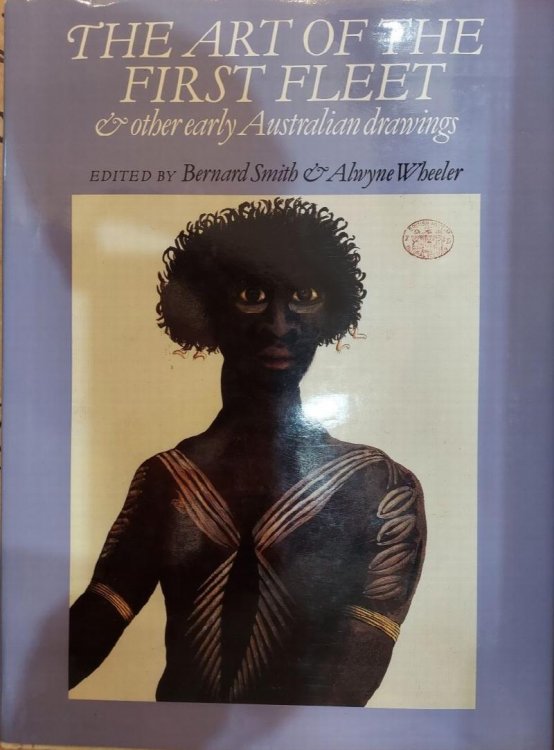 THE ART OF THE
FIRST FLEET
& other early Australian drawings
EDITED BY Bernard Smith & Alwyne Wheeler